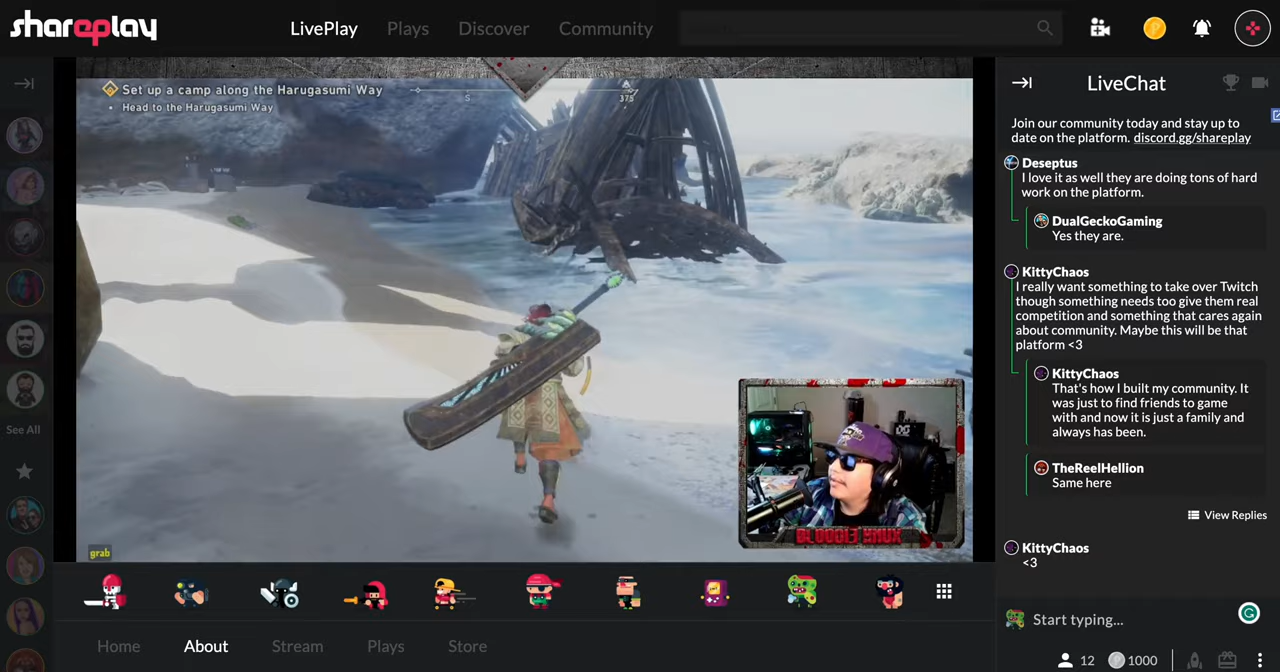 shareplay
LivePlay
Plays
Discover
Community
Set up a camp along the Harugasumi Way
Head to the Harugasumi Way
S
375
grab
See All
Home
About
Stream
Plays
Store
LiveChat
Join our community today and stay up to
date on the platform. discord.gg/shareplay
Deseptus
I love it as well they are doing tons of hard
work on the platform.
DualGeckoGaming
Yes they are.
KittyChaos
I really want something to take over Twitch
though something needs too give them real
competition and something that cares again
about community. Maybe this will be that
platform <3
KittyChaos
That's how I built my community. It
was just to find friends to game
with and now it is just a family and
always has been.
TheReelHellion
Same here
View Replies
KittyChaos
<3
Start typing...
12
1000